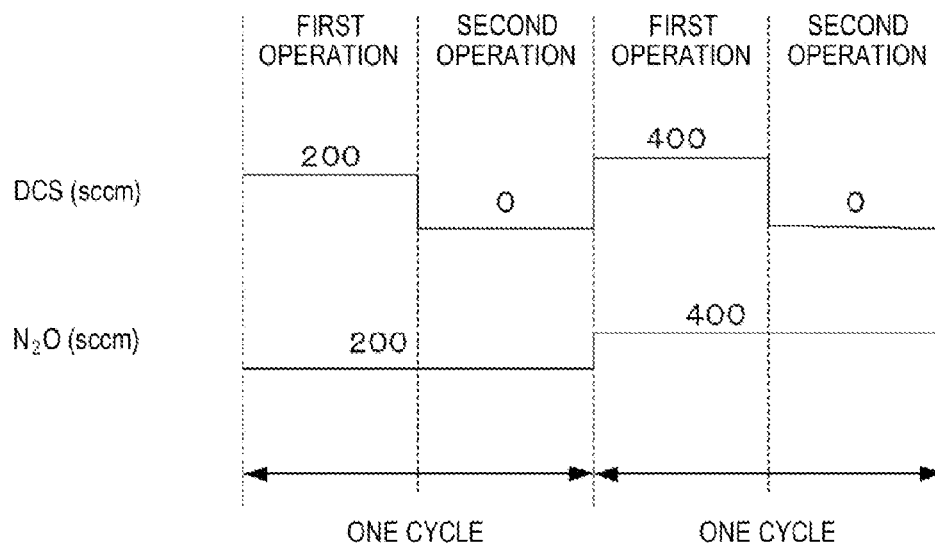 FIRST OPERATION
SECOND OPERATION
FIRST OPERATION
SECOND OPERATION
DCS (sccm)
200
0
400
0
N₂O (sccm)
200
400
ONE CYCLE
ONE CYCLE